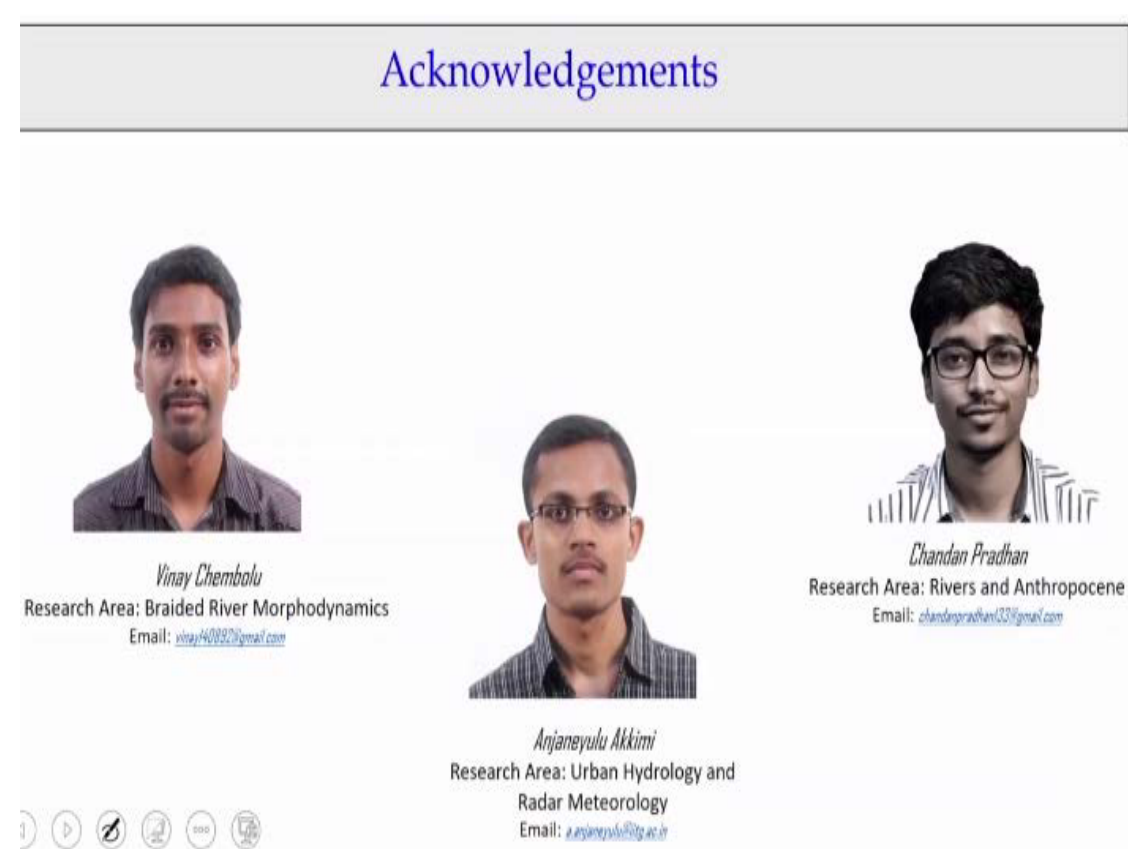 Acknowledgements
Vinay Chembolu
Research Area: Braided River Morphodynamics
Email: vinay140892@gmail.com
Anjaneyulu Akkimi
Research Area: Urban Hydrology and
Radar Meteorology
Email: a.anjaneyulu@iitg.ac.in
Chandan Pradhan
Research Area: Rivers and Anthropocene
Email: chandanpradhan133@gmail.com